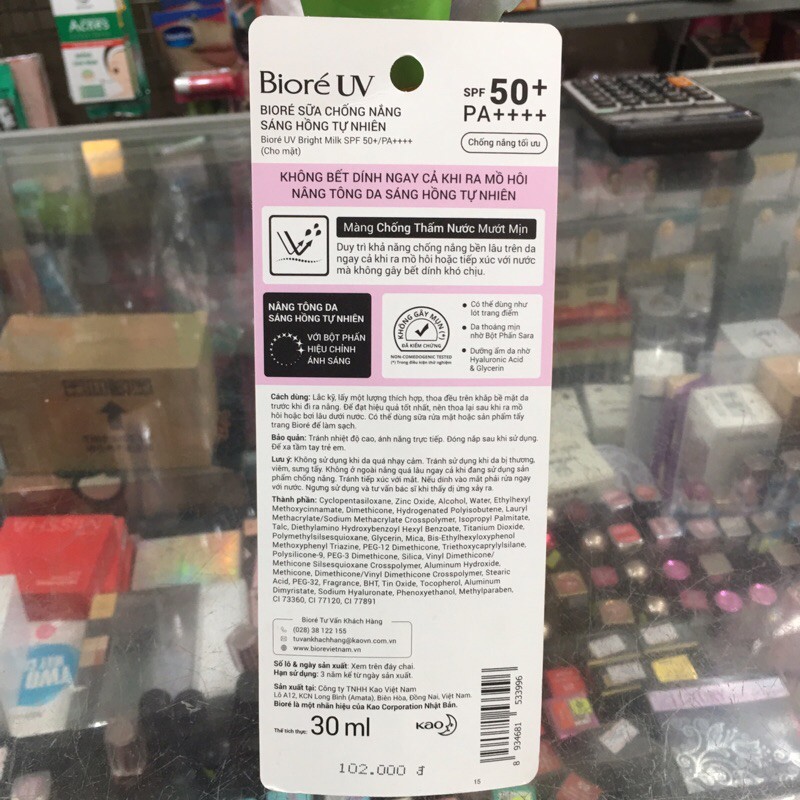 ACNES
Vaseline
Bioré UV
BIORÉ SỮA CHỐNG NẮNG
SÁNG HỒNG TỰ NHIÊN
Bioré UV Bright Milk SPF 50+/PA++++
(Cho mặt)
SPF 50+
PA++++
Chống nắng tối ưu
KHÔNG BẾT DÍNH NGAY CẢ KHI RA MỒ HÔI
NÂNG TÔNG DA SÁNG HỒNG TỰ NHIÊN
Màng Chống Thấm Nước Mướt Mịn
Duy trì khả năng chống nắng bền lâu trên da
ngay cả khi ra mồ hôi hoặc tiếp xúc với nước
mà không gây bết dính khó chịu.
NÂNG TÔNG DA
SÁNG HỒNG TỰ NHIÊN
VỚI BỘT PHẤN
HIỆU CHỈNH
ÁNH SÁNG
KHÔNG GÂY MỤN (*)
ĐÃ KIỂM CHỨNG
NON-COMEDOGENIC TESTED
(*) Trong điều kiện thử nghiệm
• Có thể dùng như
lót trang điểm
• Da thoáng mịn
nhờ Bột Phấn Sara
• Dưỡng ẩm da nhờ
Hyaluronic Acid
& Glycerin
Cách dùng: Lắc kỹ, lấy một lượng thích hợp, thoa đều trên khắp bề mặt da
trước khi đi ra nắng. Để đạt hiệu quả tốt nhất, nên thoa lại sau khi ra mồ
hôi hoặc bơi lâu dưới nước. Có thể dùng sữa rửa mặt hoặc sản phẩm tẩy
trang Bioré để làm sạch.
Bảo quản: Tránh nhiệt độ cao, ánh nắng trực tiếp. Đóng nắp sau khi sử dụng.
Để xa tầm tay trẻ em.
Lưu ý: Không sử dụng khi da quá nhạy cảm. Tránh sử dụng khi da bị thương,
viêm, sưng tấy. Không ở ngoài nắng quá lâu ngay cả khi đang sử dụng sản
phẩm chống nắng. Tránh tiếp xúc với mắt. Nếu dính vào mắt phải rửa ngay
với nước. Ngưng sử dụng và tư vấn bác sĩ khi thấy dị ứng xảy ra.
Thành phần: Cyclopentasiloxane, Zinc Oxide, Alcohol, Water, Ethylhexyl
Methoxycinnamate, Dimethicone, Hydrogenated Polyisobutene, Lauryl
Methacrylate/Sodium Methacrylate Crosspolymer, Isopropyl Palmitate,
Talc, Diethylamino Hydroxybenzoyl Hexyl Benzoate, Titanium Dioxide,
Polymethylsilsesquioxane, Glycerin, Mica, Bis-Ethylhexyloxyphenol
Methoxyphenyl Triazine, PEG-12 Dimethicone, Triethoxycaprylylsilane,
Polysilicone-9, PEG-3 Dimethicone, Silica, Vinyl Dimethicone/
Methicone Silsesquioxane Crosspolymer, Aluminum Hydroxide,
Methicone, Dimethicone/Vinyl Dimethicone Crosspolymer, Stearic
Acid, PEG-32, Fragrance, BHT, Tin Oxide, Tocopherol, Aluminum
Dimyristate, Sodium Hyaluronate, Phenoxyethanol, Methylparaben,
CI 73360, CI 77120, CI 77891
Bioré Tư Vấn Khách Hàng
(028) 38 122 155
tuvankhachhang@kaovn.com.vn
www.biorevietnam.vn
Số lô & ngày sản xuất: Xem trên đáy chai.
Hạn sử dụng: 3 năm kể từ ngày sản xuất.
Sản xuất tại: Công ty TNHH Kao Việt Nam
Lô A12, KCN Long Bình (Amata), Biên Hòa, Đồng Nai, Việt Nam.
Bioré là một nhãn hiệu của Kao Corporation Nhật Bản.
Thể tích thực: 30 ml
Kao
8 934681 533996
102.000 đ
15